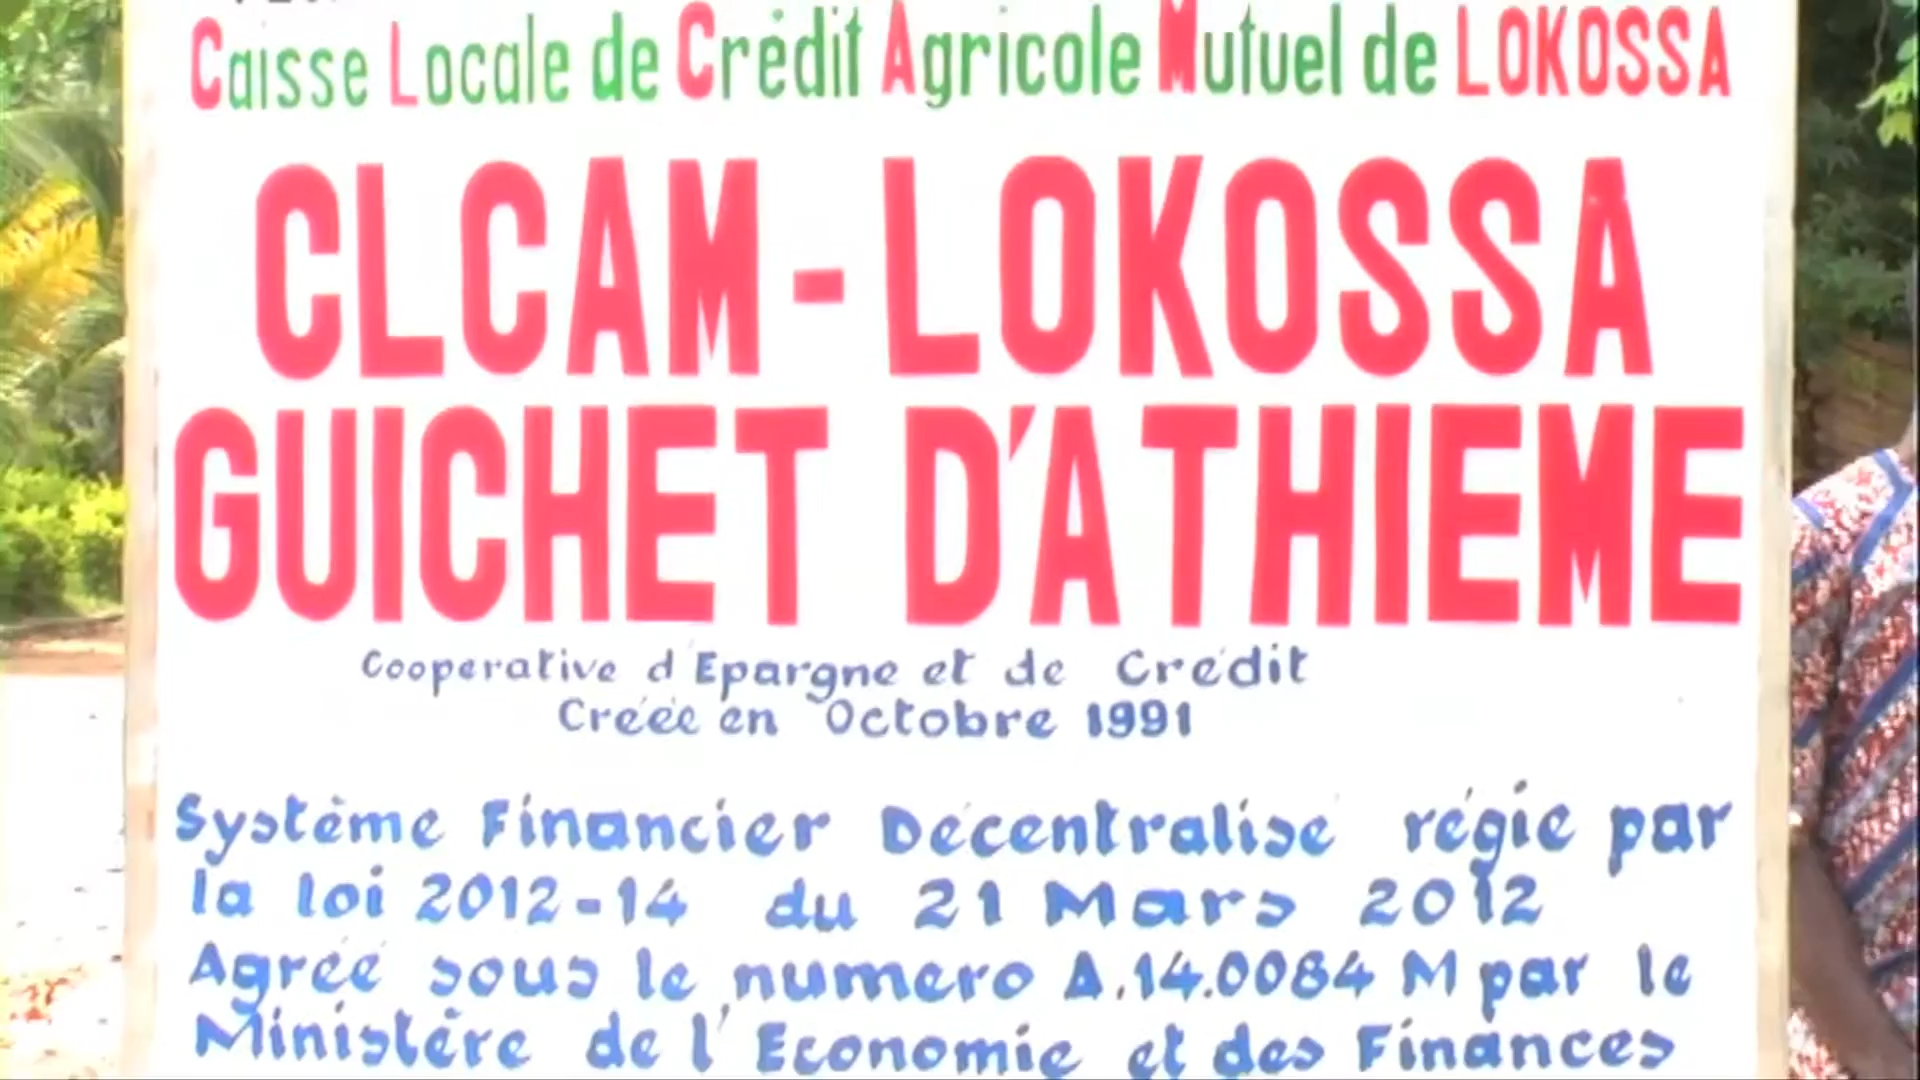 Caisse Locale de Crédit Agricole Mutuel de LOKOSSA
CLCAM-LOKOSSA
GUICHET D'ATHIEME
Cooperative d'Epargne et de Crédit
Créée en Octobre 1991
Système Financier Décentralisé régie par
la loi 2012-14 du 21 Mars 2012
Agréé sous le numero A.14.0084 M par le
Ministère de l'Economie et des Finances